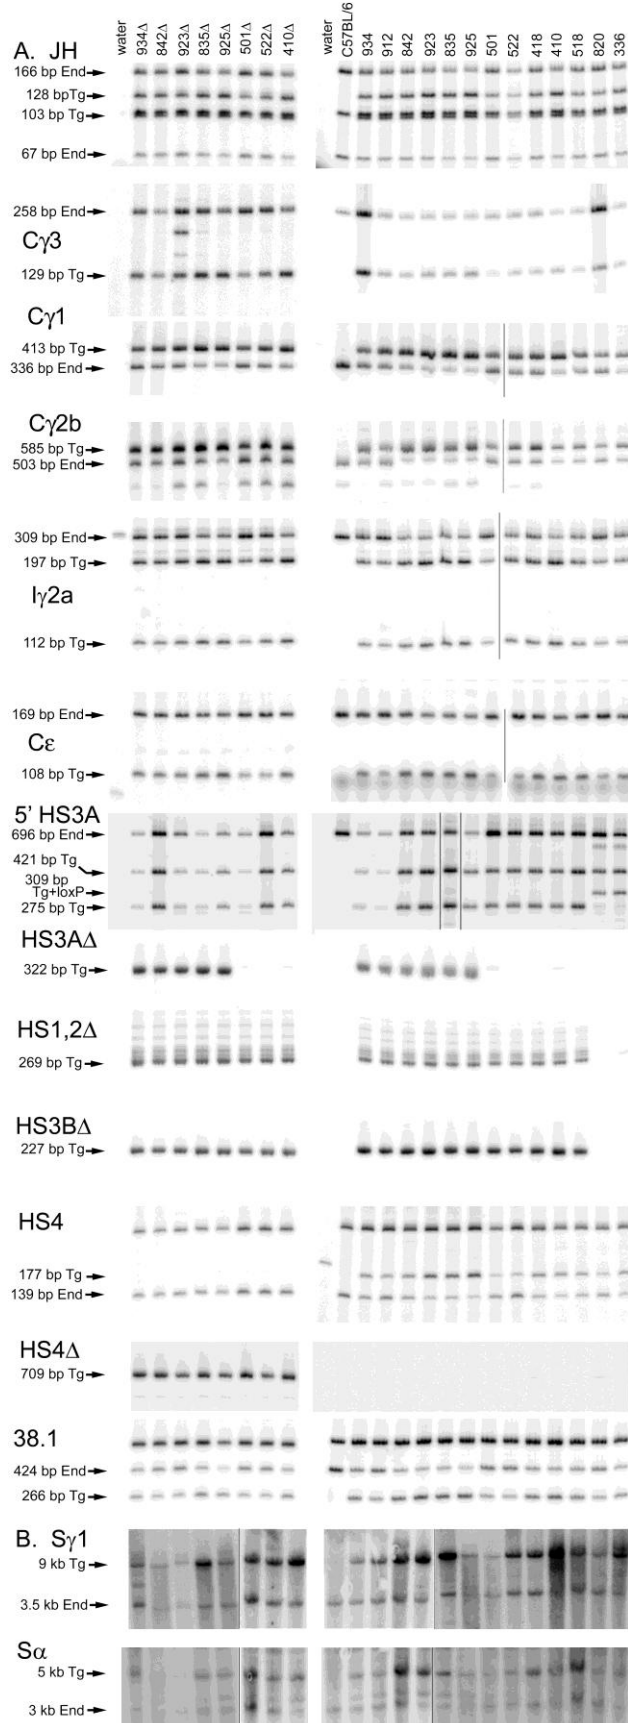 water
934Δ
842Δ
923Δ
835Δ
925Δ
501Δ
522Δ
410Δ
water
C57BL/6
934
912
842
923
835
925
501
522
418
410
518
820
336
A. JH
166 bp End
128 bpTg
103 bp Tg
67 bp End
258 bp End
Cγ3
129 bp Tg
Cγ1
413 bp Tg
336 bp End
Cγ2b
585 bp Tg
503 bp End
309 bp End
197 bp Tg
Iγ2a
112 bp Tg
169 bp End
Cε
108 bp Tg
5' HS3A
696 bp End
421 bp Tg
309 bp
Tg+loxP
275 bp Tg
HS3AΔ
322 bp Tg
HS1,2Δ
269 bp Tg
HS3BΔ
227 bp Tg
HS4
177 bp Tg
139 bp End
HS4Δ
709 bp Tg
38.1
424 bp End
266 bp Tg
B. Sγ1
9 kb Tg
3.5 kb End
Sα
5 kb Tg
3 kb End